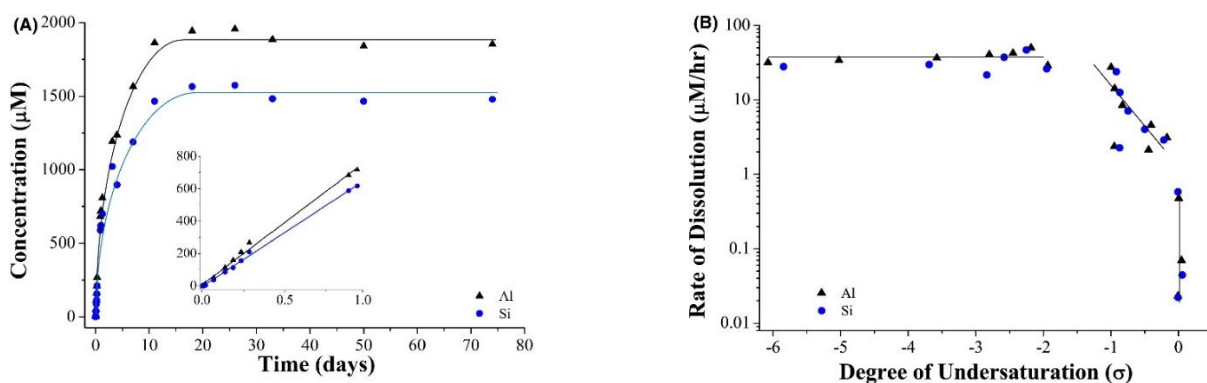 (A)
2000
1500
1000
500
0
Concentration (µM)
0 10 20 30 40 50 60 70 80
Time (days)
800
600
400
200
0
0.0 0.5 1.0
Al
Si
(B)
100
10
1
0.1
0.01
Rate of Dissolution (µM/hr)
-6 -5 -4 -3 -2 -1 0
Degree of Undersaturation (σ)
Al
Si